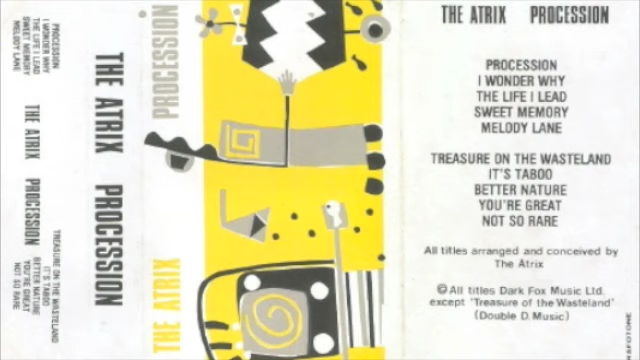 PROCESSION
I WONDER WHY
THE LIFE I LEAD
SWEET MEMORY
MELODY LANE
THE ATRIX
PROCESSION
TREASURE ON THE WASTELAND
IT'S TABOO
BETTER NATURE
YOU'RE GREAT
NOT SO RARE
THE ATRIX PROCESSION
THE ATRIX PROCESSION
THE ATRIX PROCESSION
PROCESSION
I WONDER WHY
THE LIFE I LEAD
SWEET MEMORY
MELODY LANE
TREASURE ON THE WASTELAND
IT'S TABOO
BETTER NATURE
YOU'RE GREAT
NOT SO RARE
All titles arranged and conceived by
The Atrix
©All titles Dark Fox Music Ltd.
except 'Treasure of the Wasteland'
(Double D. Music)